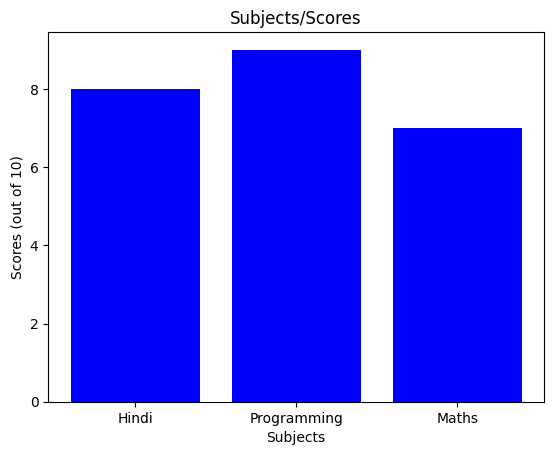 Subjects/Scores
Scores (out of 10)
8
6
4
2
0
Hindi Programming Maths
Subjects